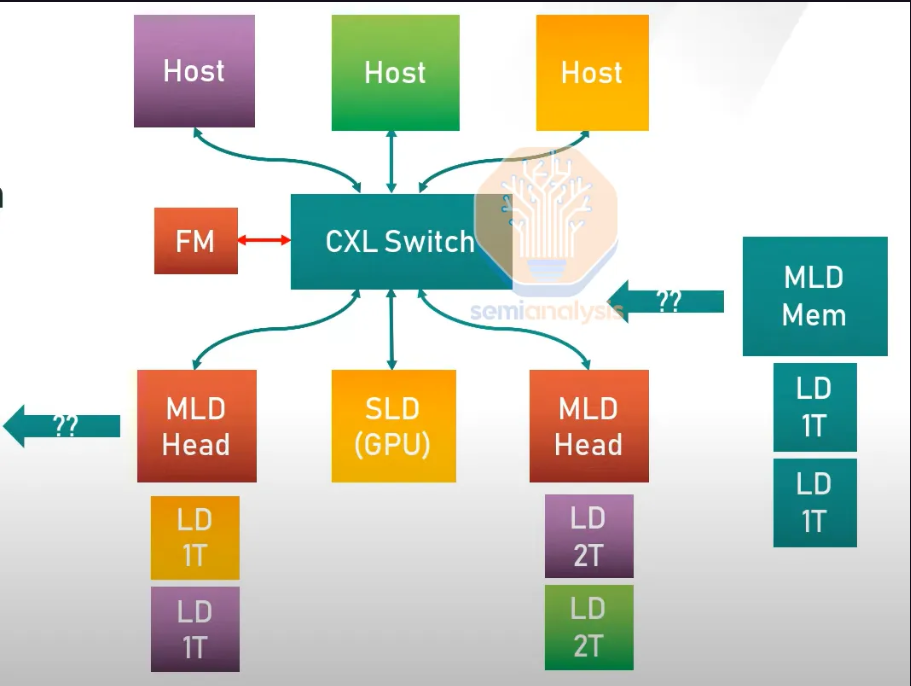 Host
Host
Host
FM
CXL Switch
semianalysis
??
MLD
Mem
LD
1T
LD
1T
??
MLD
Head
SLD
(GPU)
MLD
Head
LD
1T
LD
1T
LD
2T
LD
2T